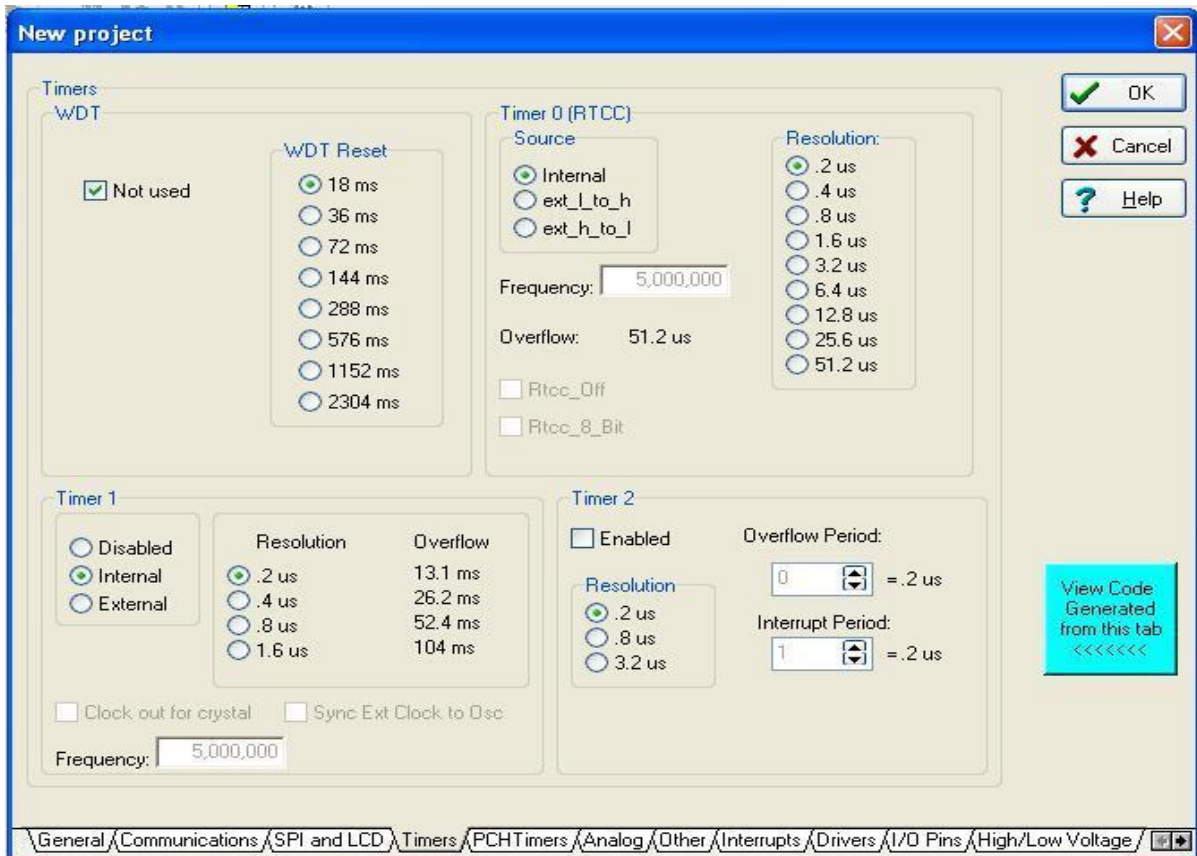 New project
Timers
WDT
Not used
WDT Reset
18 ms
36 ms
72 ms
144 ms
288 ms
576 ms
1152 ms
2304 ms
Timer 0 (RTCC)
Source
Internal
ext_l_to_h
ext_h_to_l
Frequency: 5,000,000
Overflow: 51.2 us
Rtcc_Off
Rtcc_8_Bit
Resolution:
.2 us
.4 us
.8 us
1.6 us
3.2 us
6.4 us
12.8 us
25.6 us
51.2 us
OK
Cancel
Help
Timer 1
Disabled
Internal
External
Resolution Overflow
.2 us 13.1 ms
.4 us 26.2 ms
.8 us 52.4 ms
1.6 us 104 ms
Clock out for crystal Sync Ext Clock to Osc
Frequency: 5,000,000
Timer 2
Enabled
Resolution
.2 us
.8 us
3.2 us
Overflow Period:
0 = .2 us
Interrupt Period:
1 = .2 us
View Code
Generated
from this tab
<<<<<<<
General Communications SPI and LCD Timers PCHTimers Analog Other Interrupts Drivers I/O Pins High/Low Voltage